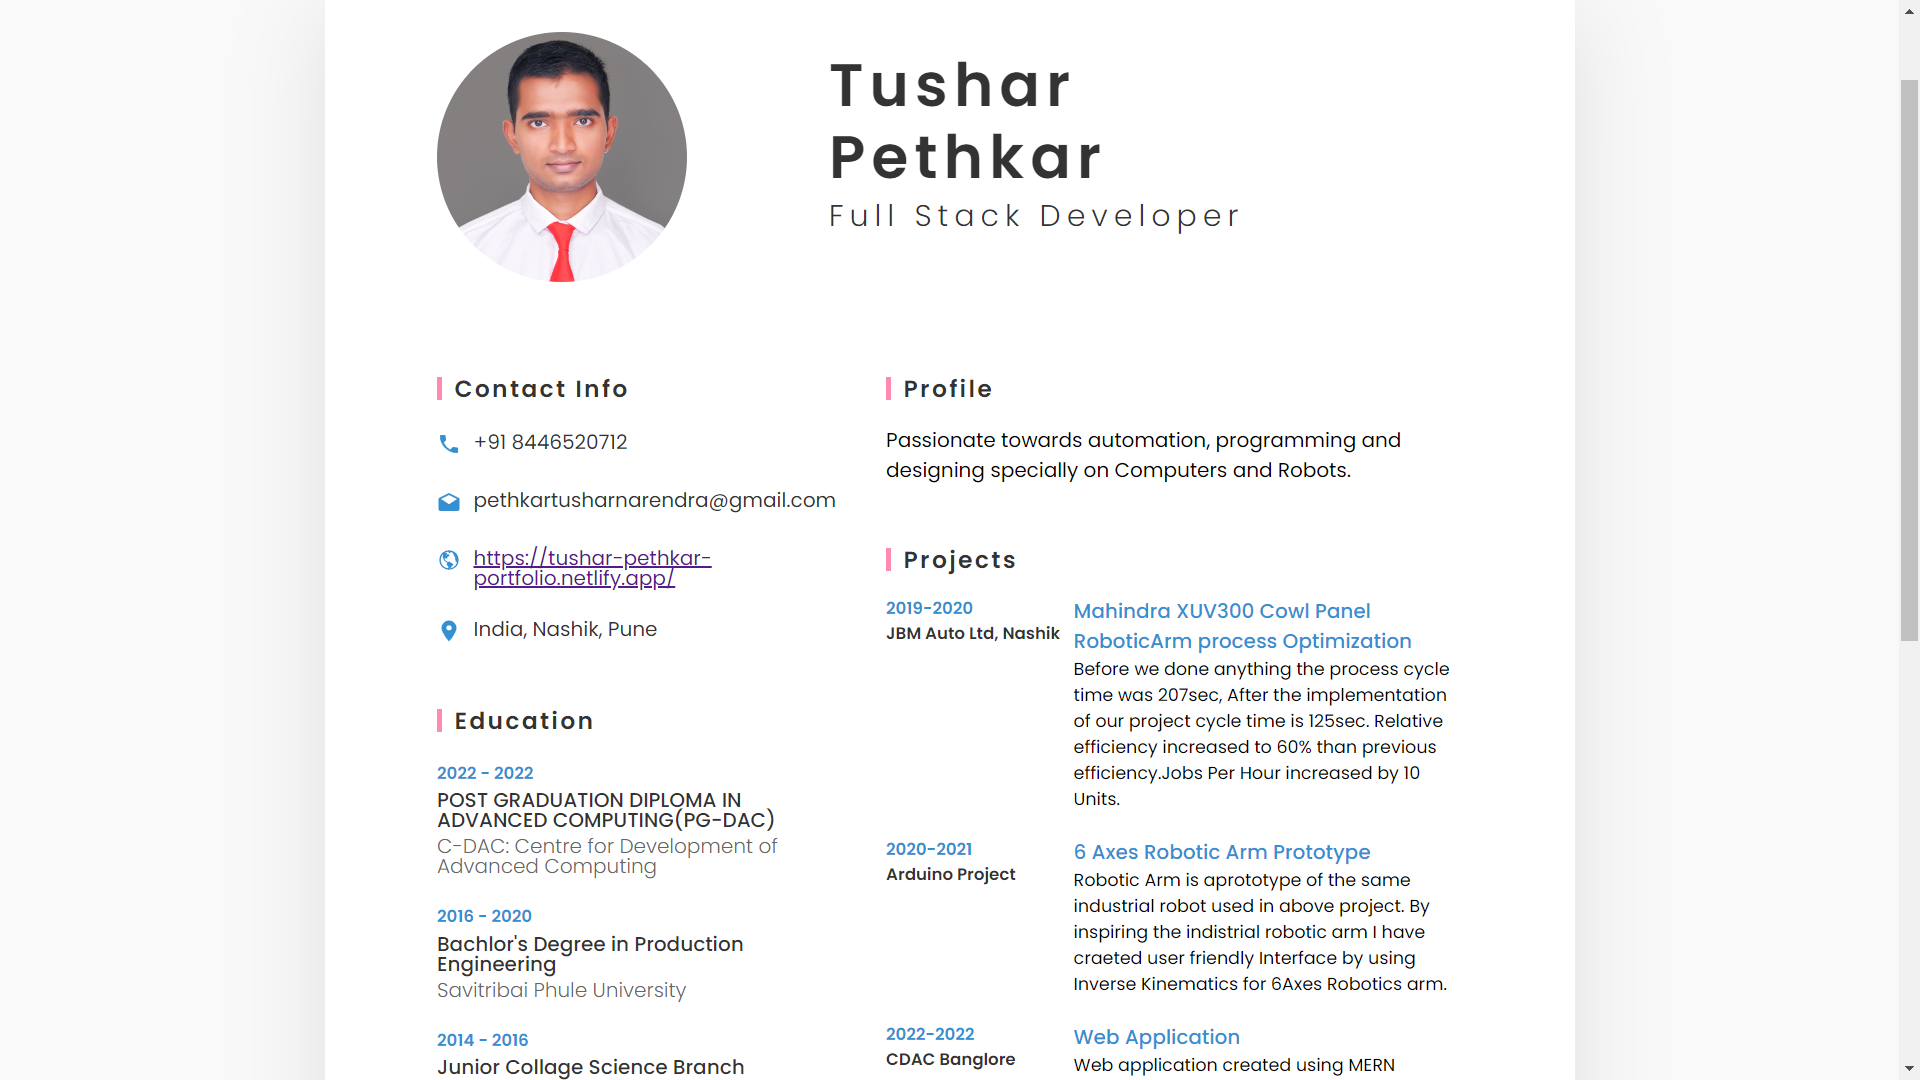 Tushar
Pethkar
Full Stack Developer
Contact Info
+91 8446520712
pethkartusharnarendra@gmail.com
https://tushar-pethkar-
portfolio.netlify.app/
India, Nashik, Pune
Education
2022 - 2022
POST GRADUATION DIPLOMA IN
ADVANCED COMPUTING(PG-DAC)
C-DAC: Centre for Development of
Advanced Computing
2016 - 2020
Bachlor's Degree in Production
Engineering
Savitribai Phule University
2014 - 2016
Junior Collage Science Branch
Profile
Passionate towards automation, programming and
designing specially on Computers and Robots.
Projects
2019-2020
JBM Auto Ltd, Nashik
Mahindra XUV300 Cowl Panel
RoboticArm process Optimization
Before we done anything the process cycle
time was 207sec, After the implementation
of our project cycle time is 125sec. Relative
efficiency increased to 60% than previous
efficiency.Jobs Per Hour increased by 10
Units.
2020-2021
Arduino Project
6 Axes Robotic Arm Prototype
Robotic Arm is aprototype of the same
industrial robot used in above project. By
inspiring the indistrial robotic arm I have
craeted user friendly Interface by using
Inverse Kinematics for 6Axes Robotics arm.
2022-2022
CDAC Banglore
Web Application
Web application created using MERN